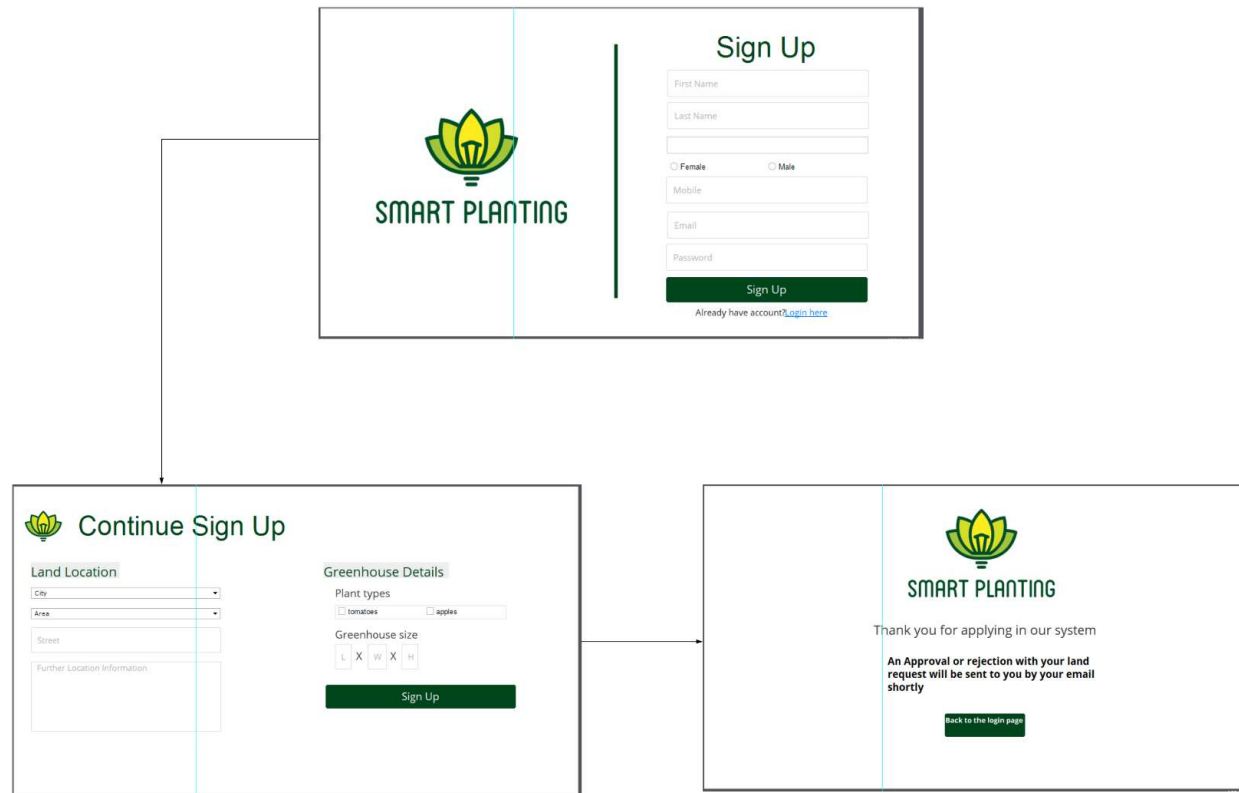 Sign Up
First Name
Last Name
Female Male
Mobile
Email
Password
Sign Up
Already have account?Login here
SMART PLANTING
Continue Sign Up
Land Location
City
Area
Street
Further Location Information
Greenhouse Details
Plant types
tomatoes apples
Greenhouse size
L X W X H
Sign Up
SMART PLANTING
Thank you for applying in our system
An Approval or rejection with your land
request will be sent to you by your email
shortly
Back to the login page